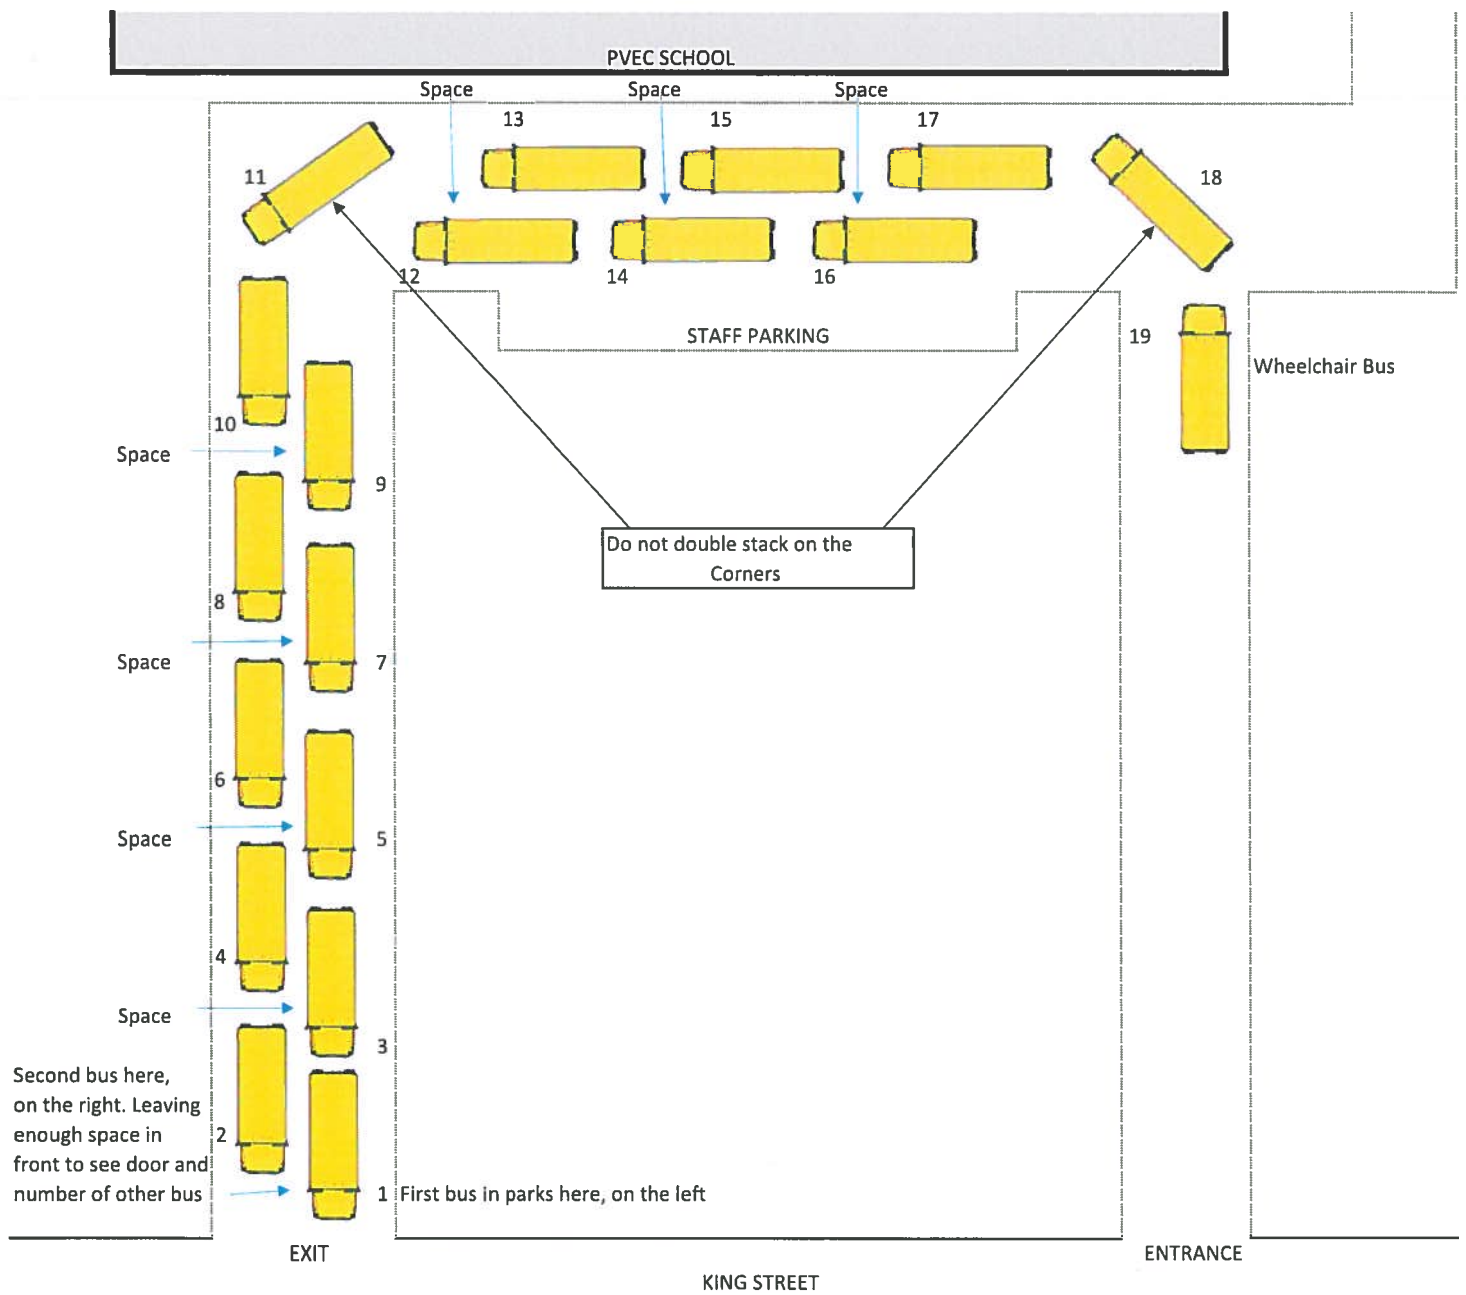 PVEC SCHOOL
Space
Space
Space
13
15
17
11
18
12
14
16
STAFF PARKING
19
Wheelchair Bus
10
Space
9
Do not double stack on the
Corners
8
Space
7
6
Space
5
4
Space
3
Second bus here,
on the right. Leaving
enough space in
front to see door and
number of other bus
2
1
First bus in parks here, on the left
EXIT
ENTRANCE
KING STREET